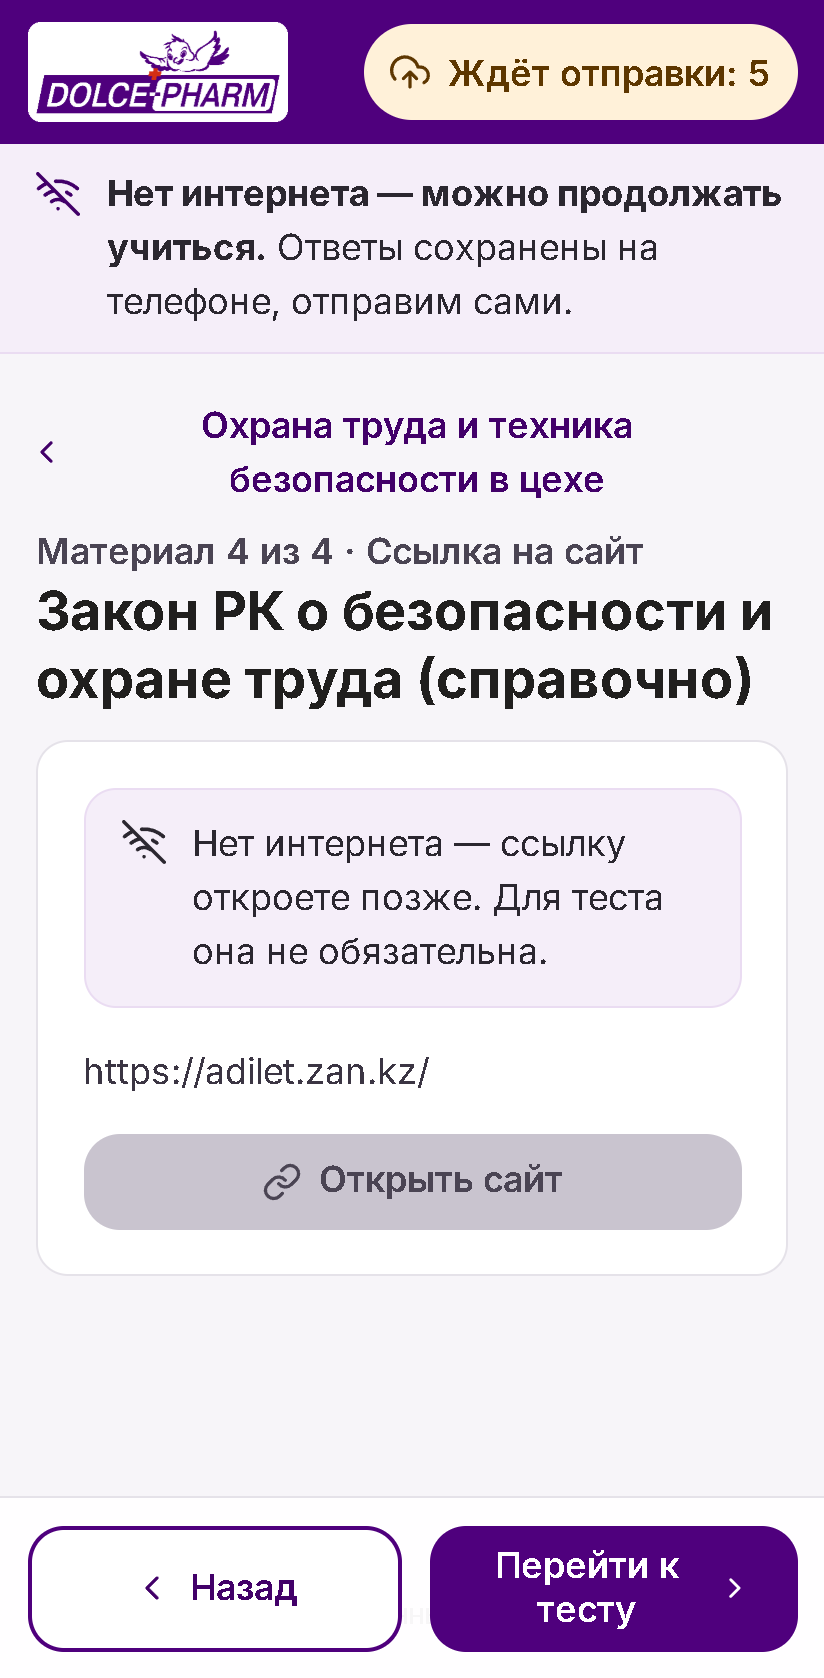 DOLCE-PHARM
Ждёт отправки: 5
Нет интернета — можно продолжать
учиться. Ответы сохранены на
телефоне, отправим сами.
Охрана труда и техника
безопасности в цехе
Материал 4 из 4 · Ссылка на сайт
Закон РК о безопасности и
охране труда (справочно)
Нет интернета — ссылку
откроете позже. Для теста
она не обязательна.
https://adilet.zan.kz/
Открыть сайт
Назад
Перейти к
тесту